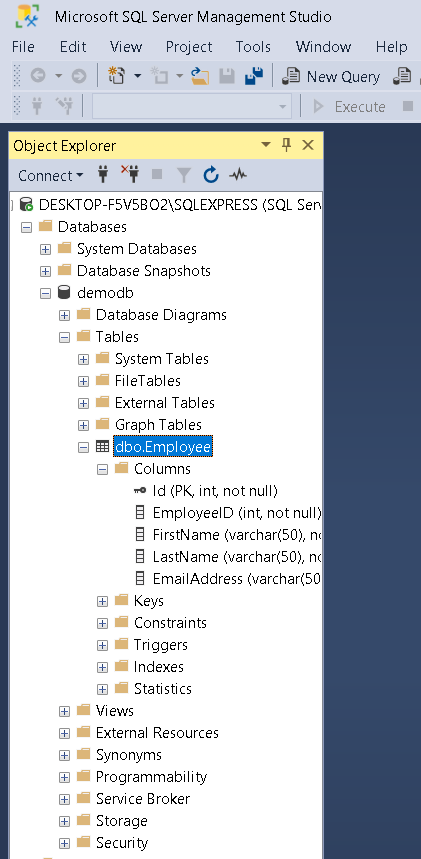 Microsoft SQL Server Management Studio
File Edit View Project Tools Window Help
New Query
Execute
Object Explorer
Connect
DESKTOP-F5V5BO2\SQLEXPRESS (SQL Serv
Databases
System Databases
Database Snapshots
demodb
Database Diagrams
Tables
System Tables
FileTables
External Tables
Graph Tables
dbo.Employee
Columns
Id (PK, int, not null)
EmployeeID (int, not null)
FirstName (varchar(50), no
LastName (varchar(50), no
EmailAddress (varchar(50
Keys
Constraints
Triggers
Indexes
Statistics
Views
External Resources
Synonyms
Programmability
Service Broker
Storage
Security